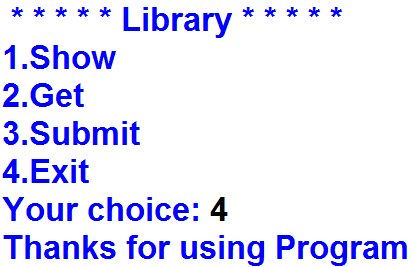 * * * * * Library * * * * *
1.Show
2.Get
3.Submit
4.Exit
Your choice: 4
Thanks for using Program